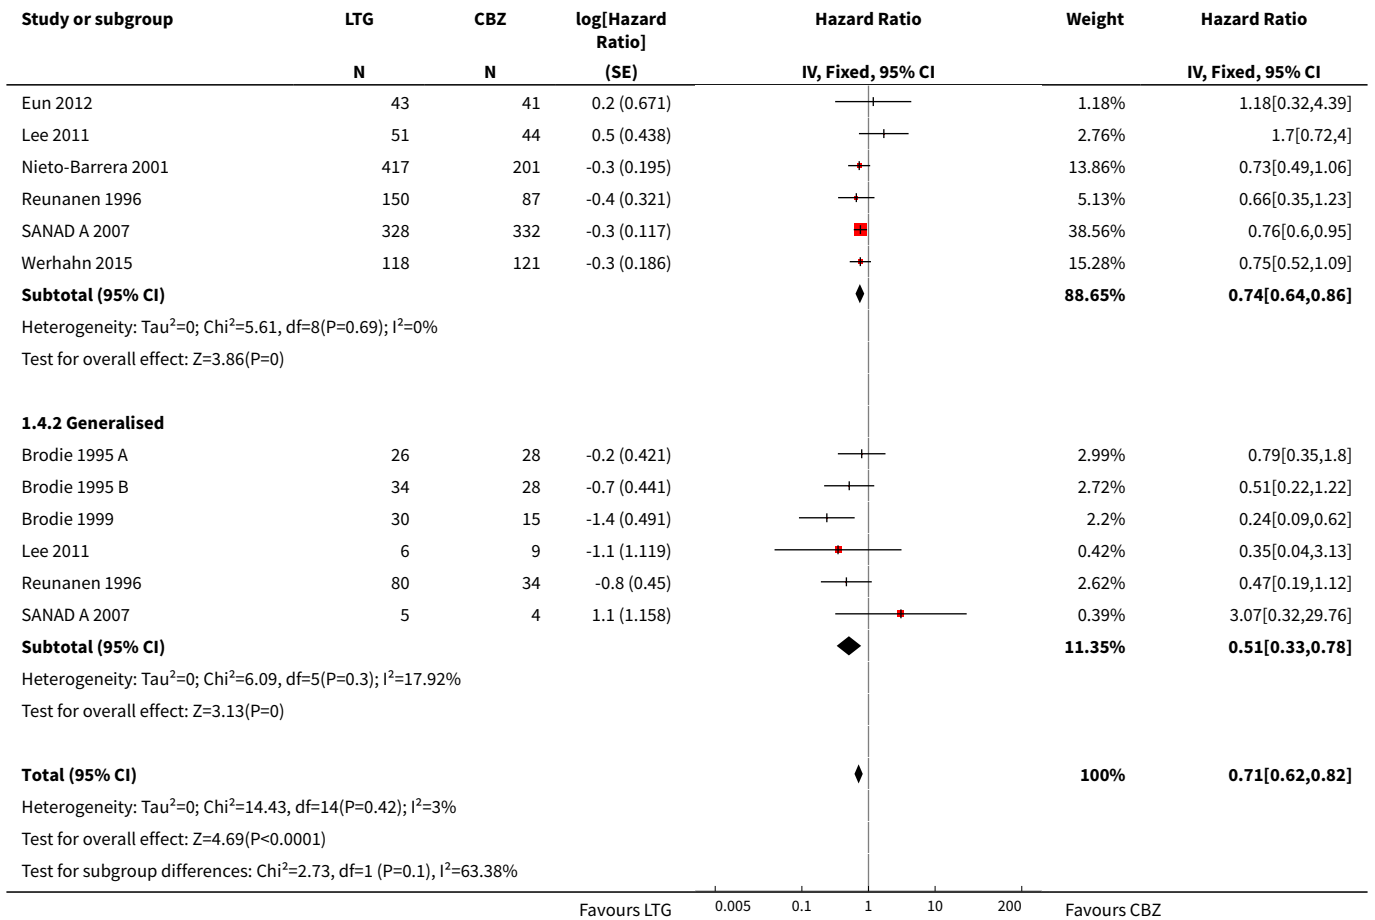 Study or subgroup LTG CBZ log[Hazard Ratio] Hazard Ratio Weight Hazard Ratio
N N (SE) IV, Fixed, 95% CI IV, Fixed, 95% CI
Eun 2012 43 41 0.2 (0.671) 1.18% 1.18[0.32,4.39]
Lee 2011 51 44 0.5 (0.438) 2.76% 1.7[0.72,4]
Nieto-Barrera 2001 417 201 -0.3 (0.195) 13.86% 0.73[0.49,1.06]
Reunanen 1996 150 87 -0.4 (0.321) 5.13% 0.66[0.35,1.23]
SANAD A 2007 328 332 -0.3 (0.117) 38.56% 0.76[0.6,0.95]
Werhahn 2015 118 121 -0.3 (0.186) 15.28% 0.75[0.52,1.09]
Subtotal (95% CI) 88.65% 0.74[0.64,0.86]
Heterogeneity: Tau²=0; Chi²=5.61, df=8(P=0.69); I²=0%
Test for overall effect: Z=3.86(P=0)
1.4.2 Generalised
Brodie 1995 A 26 28 -0.2 (0.421) 2.99% 0.79[0.35,1.8]
Brodie 1995 B 34 28 -0.7 (0.441) 2.72% 0.51[0.22,1.22]
Brodie 1999 30 15 -1.4 (0.491) 2.2% 0.24[0.09,0.62]
Lee 2011 6 9 -1.1 (1.119) 0.42% 0.35[0.04,3.13]
Reunanen 1996 80 34 -0.8 (0.45) 2.62% 0.47[0.19,1.12]
SANAD A 2007 5 4 1.1 (1.158) 0.39% 3.07[0.32,29.76]
Subtotal (95% CI) 11.35% 0.51[0.33,0.78]
Heterogeneity: Tau²=0; Chi²=6.09, df=5(P=0.3); I²=17.92%
Test for overall effect: Z=3.13(P=0)
Total (95% CI) 100% 0.71[0.62,0.82]
Heterogeneity: Tau²=0; Chi²=14.43, df=14(P=0.42); I²=3%
Test for overall effect: Z=4.69(P<0.0001)
Test for subgroup differences: Chi²=2.73, df=1 (P=0.1), I²=63.38%
Favours LTG 0.005 0.1 1 10 200 Favours CBZ